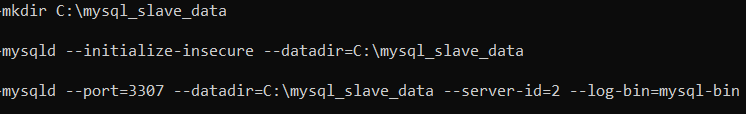 -mkdir C:\mysql_slave_data
-mysqld --initialize-insecure --datadir=C:\mysql_slave_data
-mysqld --port=3307 --datadir=C:\mysql_slave_data --server-id=2 --log-bin=mysql-bin